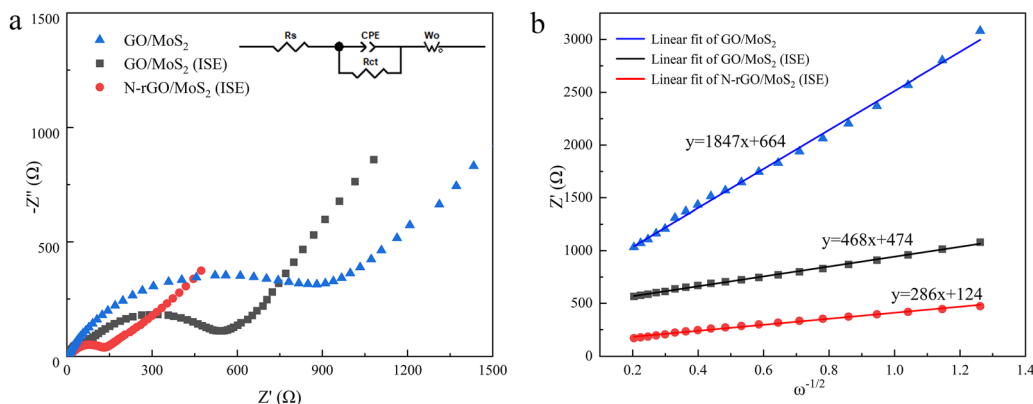 a
1500
1000
500
0
-Z'' (Ω)
0 300 600 900 1200 1500
Z' (Ω)
GO/MoS₂
GO/MoS₂ (ISE)
N-rGO/MoS₂ (ISE)
Rs
CPE
Rct
Wo
b
3000
2500
2000
1500
1000
500
0
Z' (Ω)
0.2 0.4 0.6 0.8 1.0 1.2 1.4
ω⁻¹/²
Linear fit of GO/MoS₂
Linear fit of GO/MoS₂ (ISE)
Linear fit of N-rGO/MoS₂ (ISE)
y=1847x+664
y=468x+474
y=286x+124